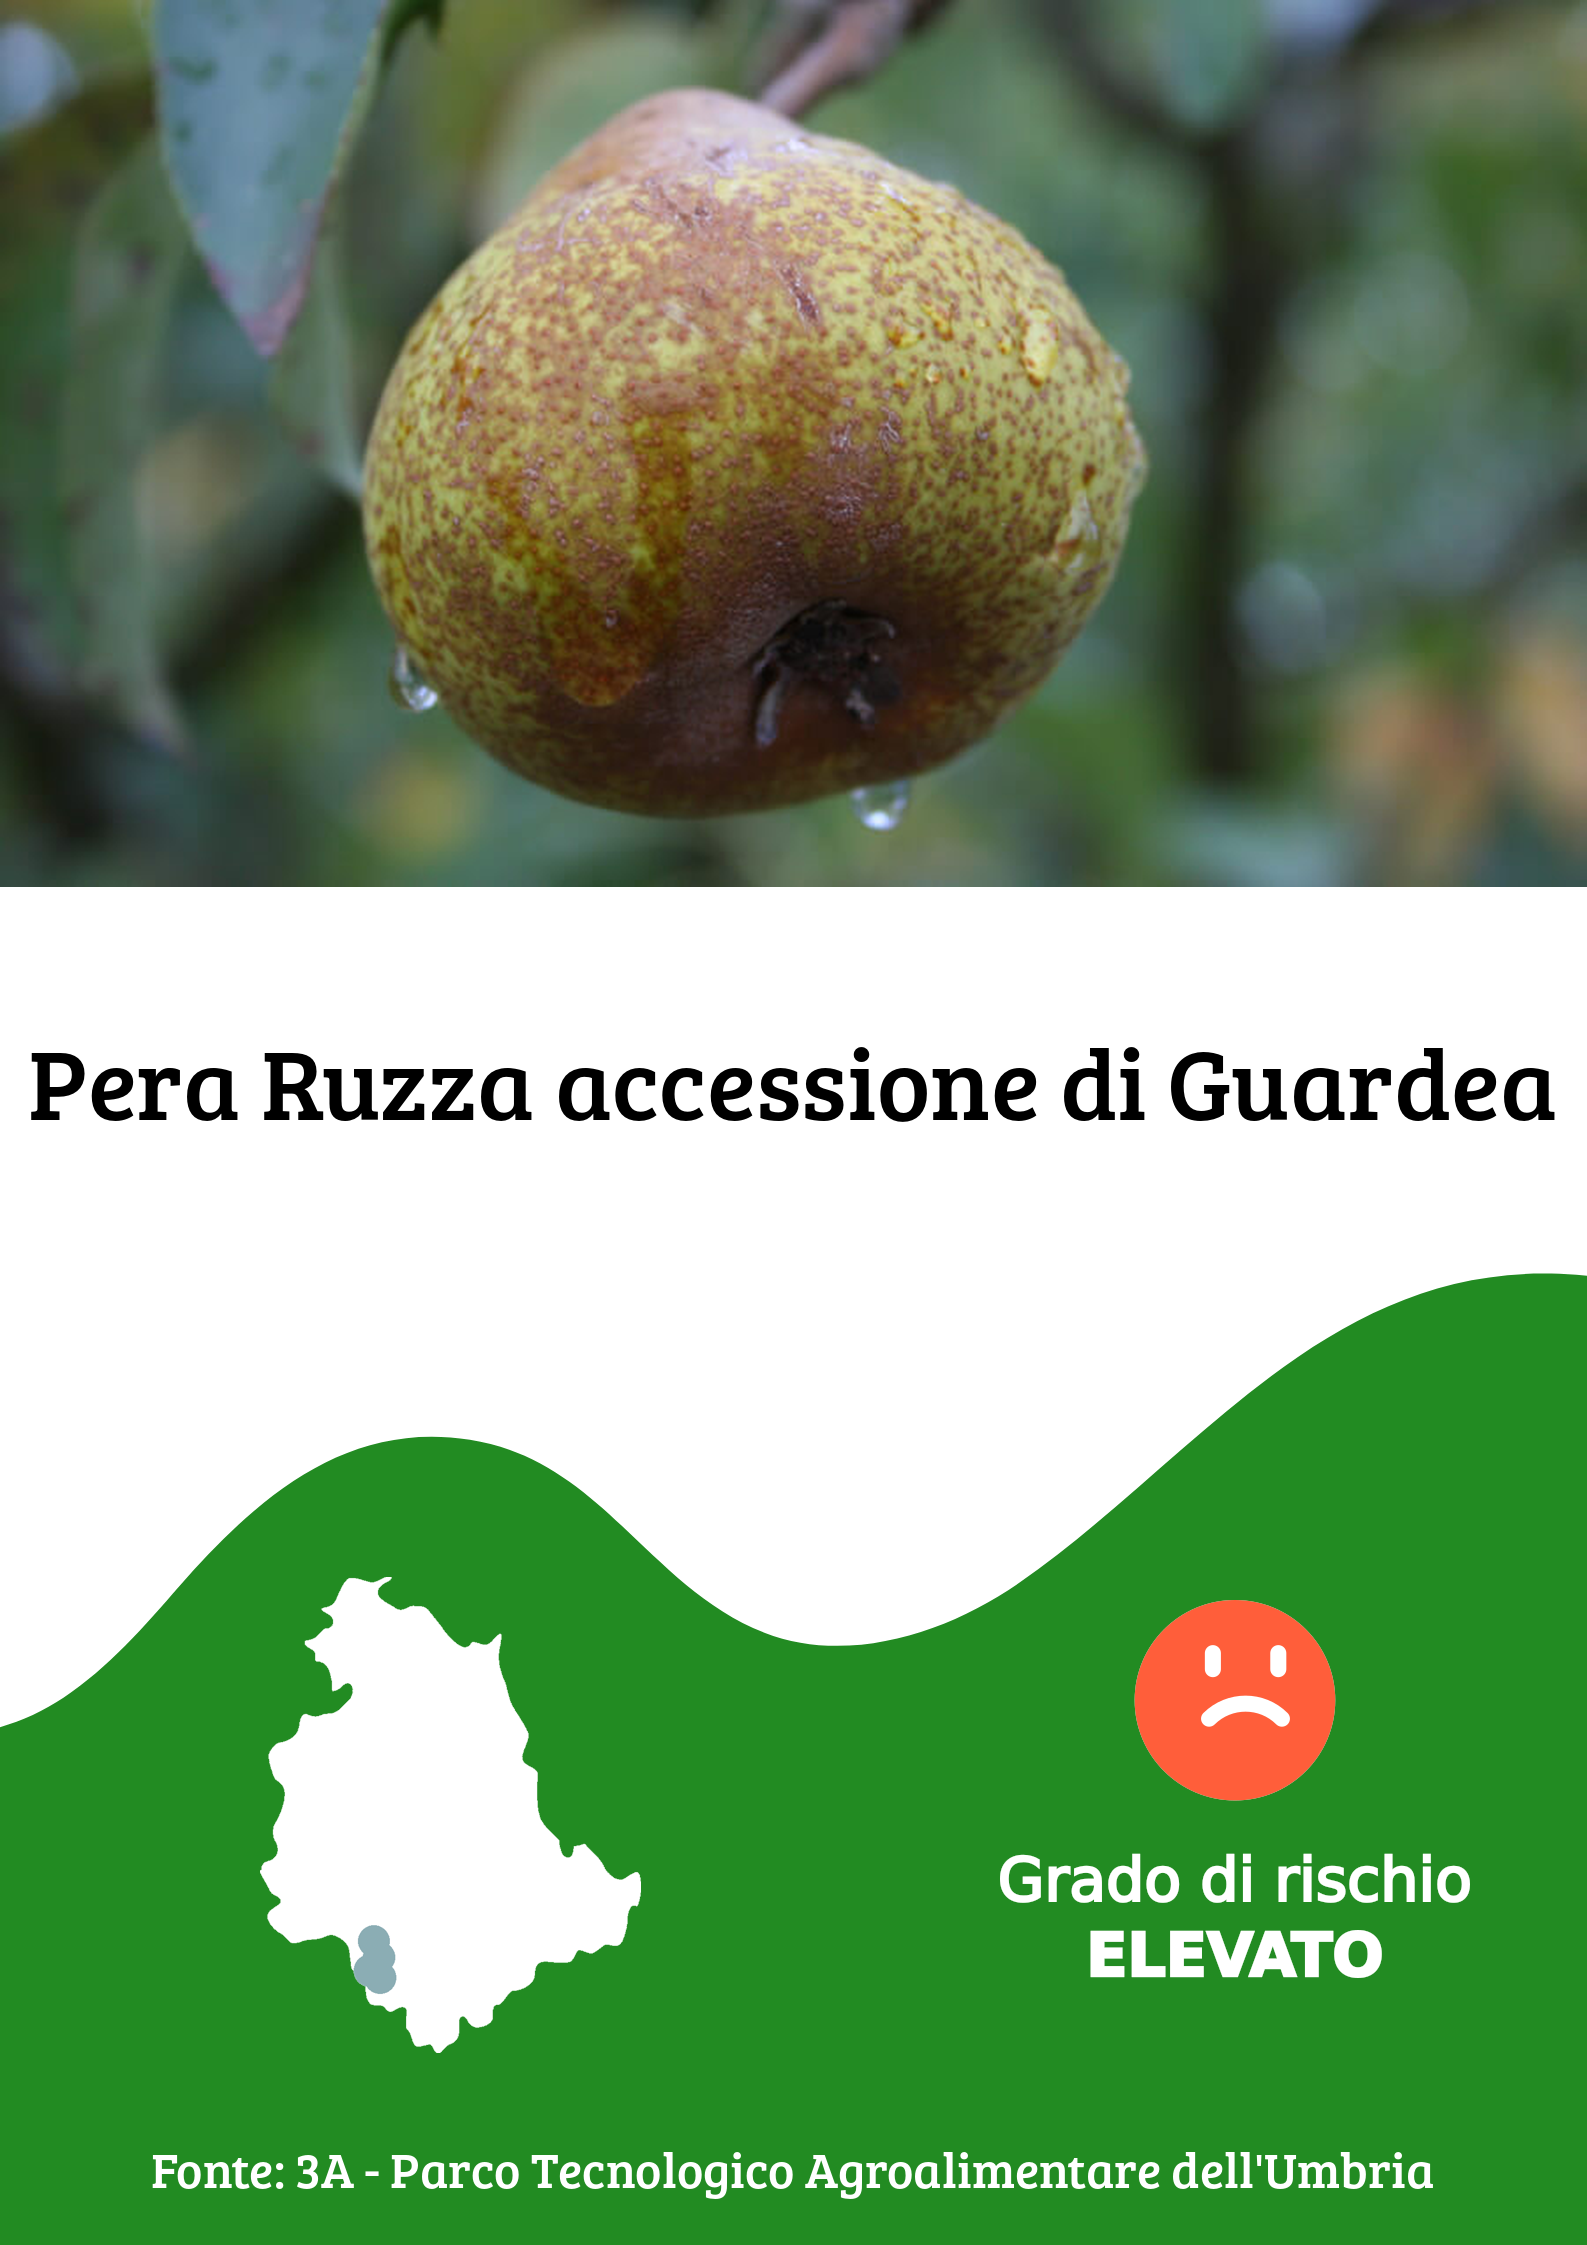 Pera Ruzza accessione di Guardea
Grado di rischio
ELEVATO
Fonte: 3A - Parco Tecnologico Agroalimentare dell'Umbria